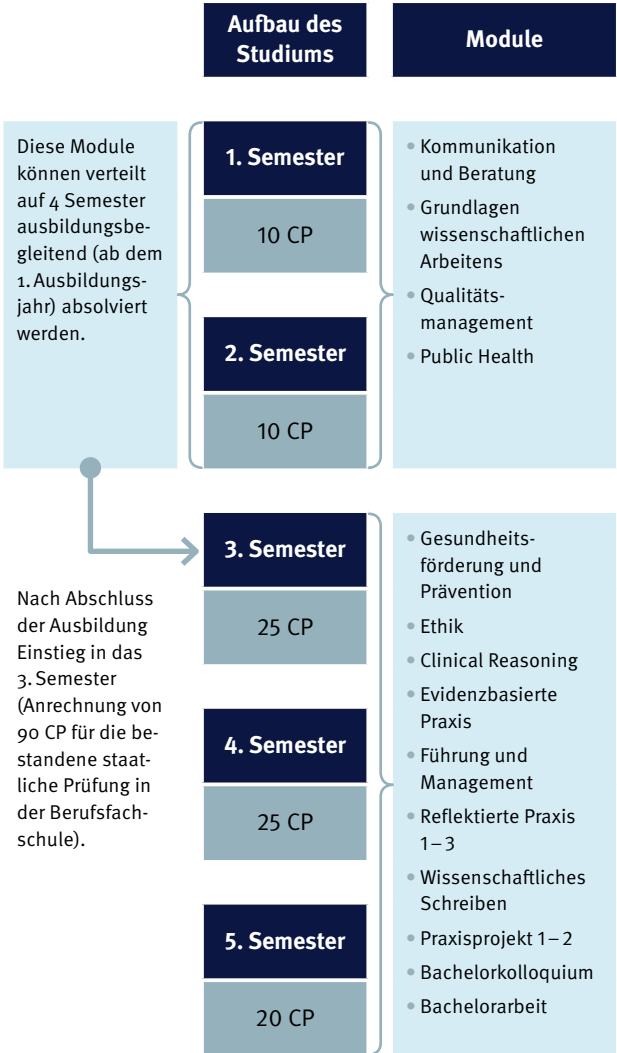 Aufbau des
Studiums
Module
Diese Module
können verteilt
auf 4 Semester
ausbildungsbe-
gleitend (ab dem
1. Ausbildungs-
jahr) absolviert
werden.
1. Semester
10 CP
2. Semester
10 CP
• Kommunikation
und Beratung
• Grundlagen
wissenschaftlichen
Arbeitens
• Qualitäts-
management
• Public Health
Nach Abschluss
der Ausbildung
Einstieg in das
3. Semester
(Anrechnung von
90 CP für die be-
standene staat-
liche Prüfung in
der Berufsfach-
schule).
3. Semester
25 CP
4. Semester
25 CP
5. Semester
20 CP
• Gesundheits-
förderung und
Prävention
• Ethik
• Clinical Reasoning
• Evidenzbasierte
Praxis
• Führung und
Management
• Reflektierte Praxis
1–3
• Wissenschaftliches
Schreiben
• Praxisprojekt 1–2
• Bachelorkolloquium
• Bachelorarbeit